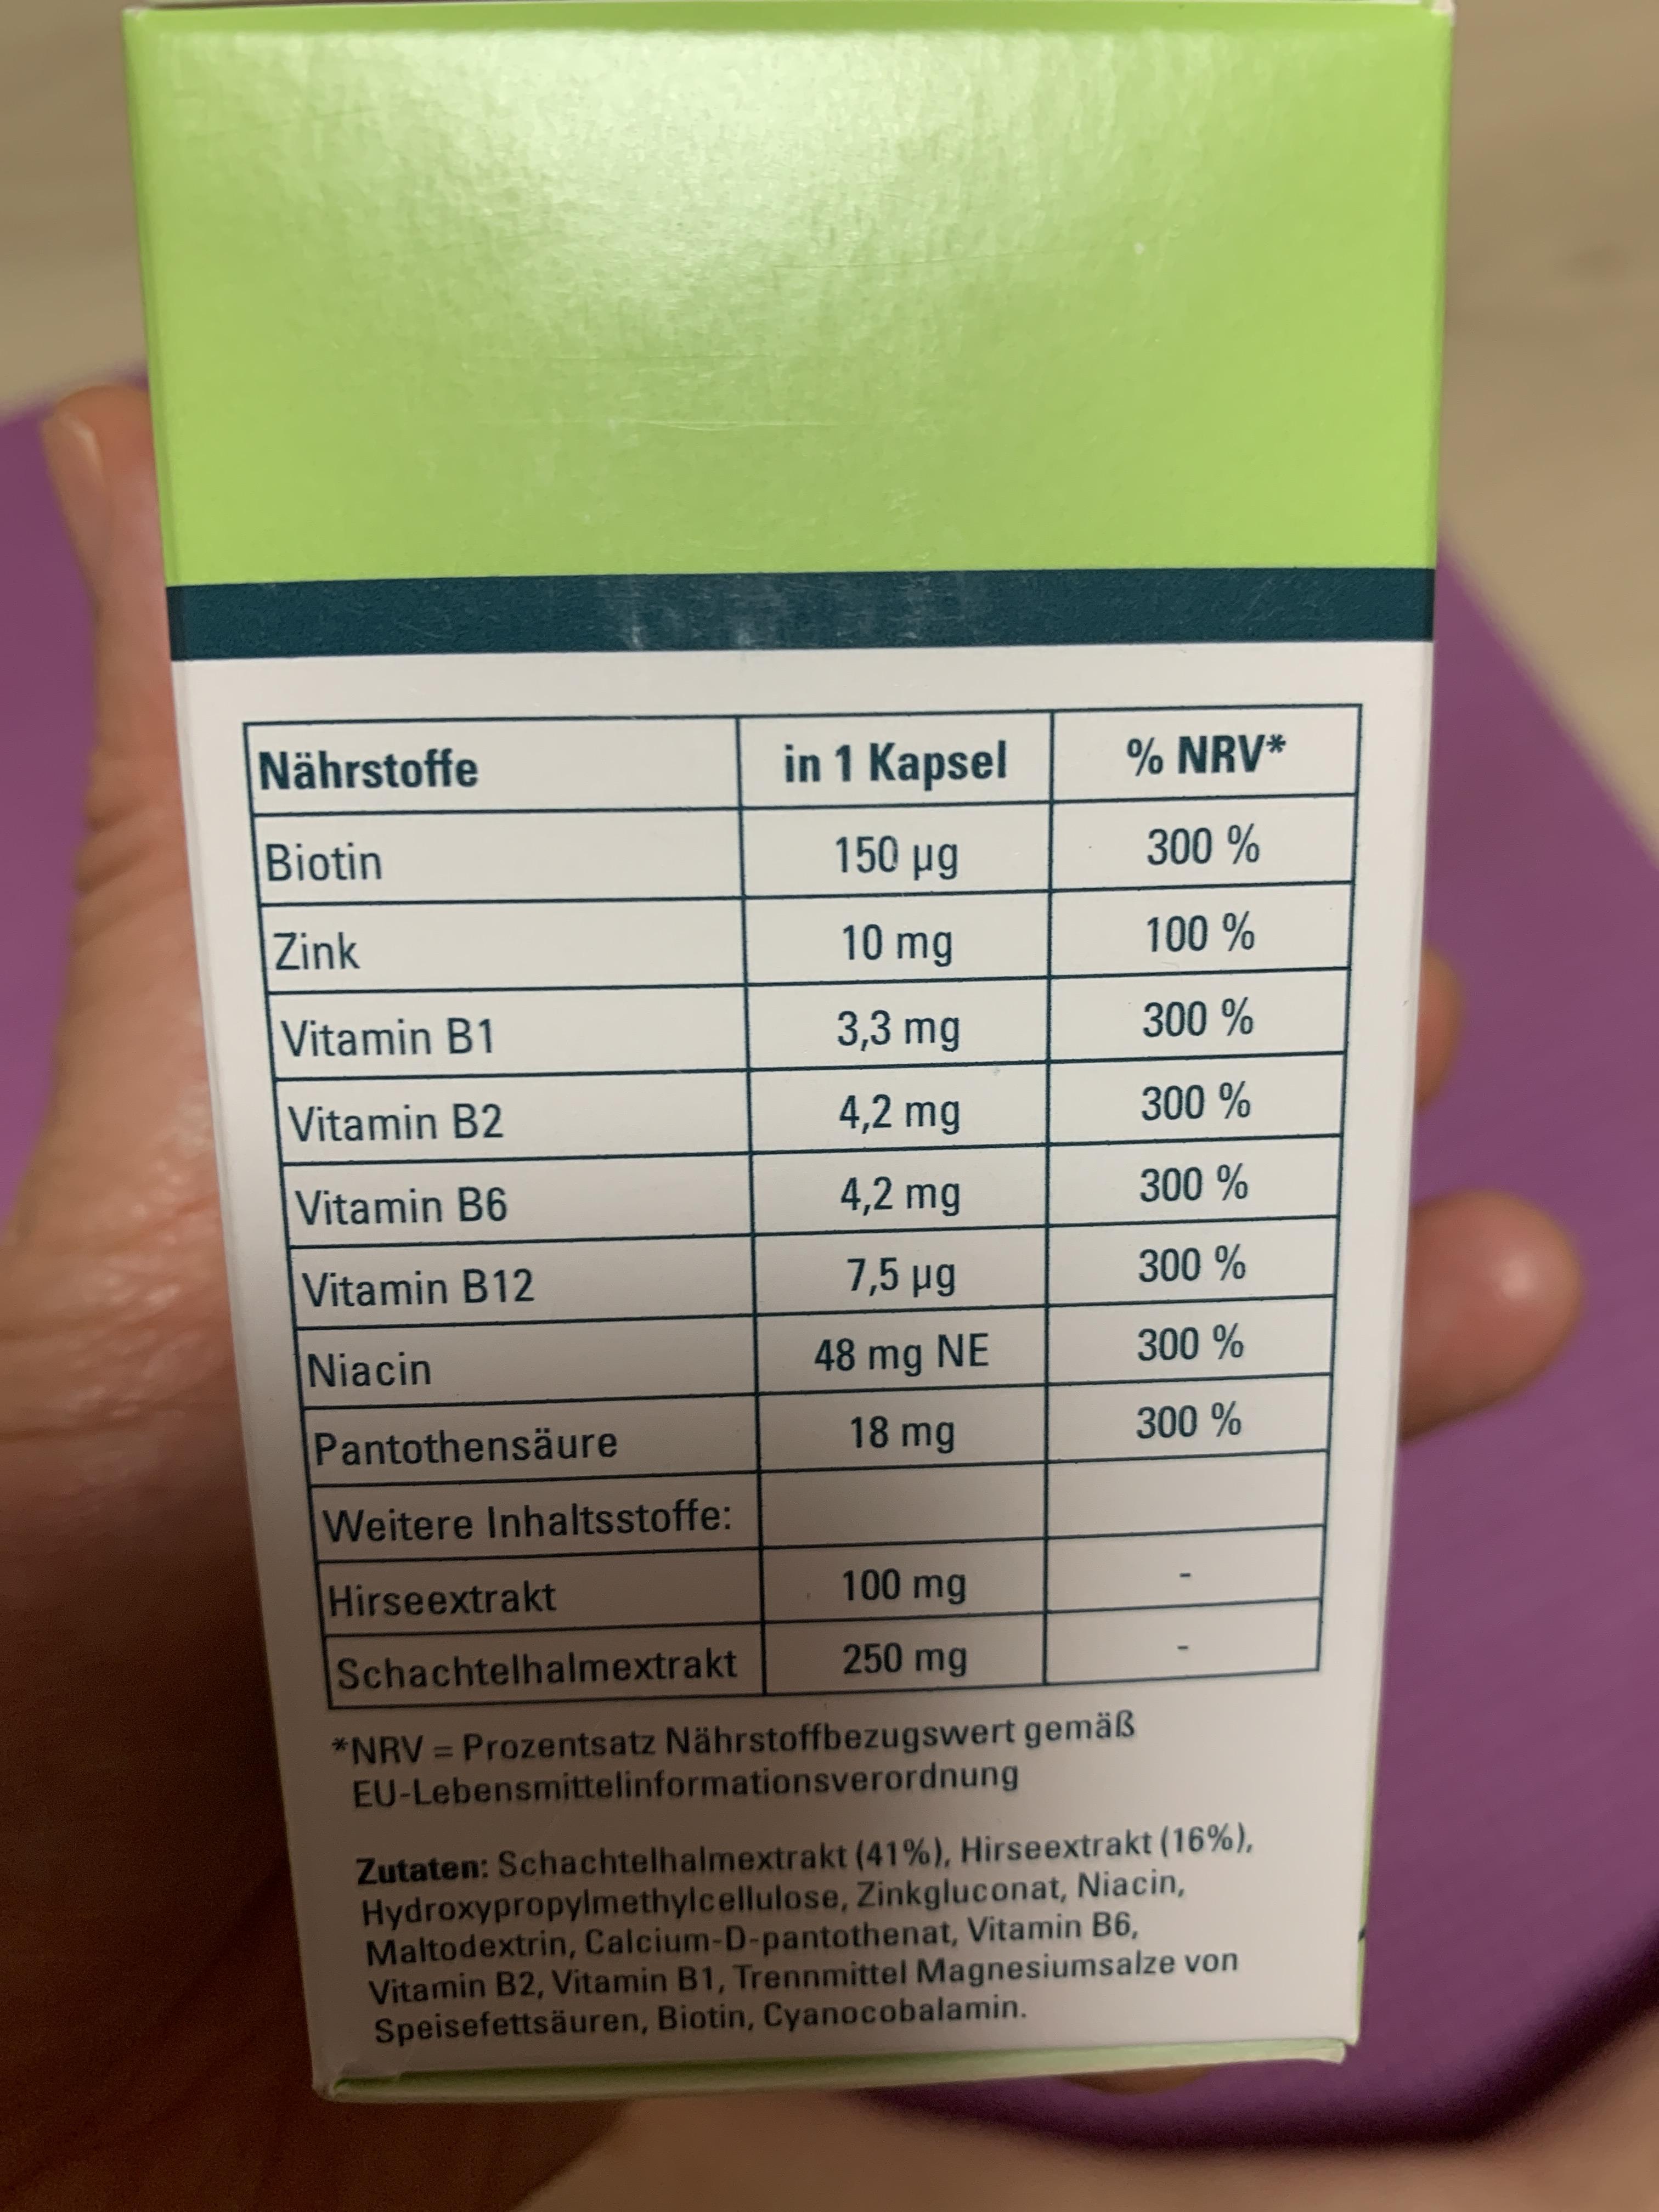 Nährstoffe in 1 Kapsel % NRV*
Biotin 150 µg 300 %
Zink 10 mg 100 %
Vitamin B1 3,3 mg 300 %
Vitamin B2 4,2 mg 300 %
Vitamin B6 4,2 mg 300 %
Vitamin B12 7,5 µg 300 %
Niacin 48 mg NE 300 %
Pantothensäure 18 mg 300 %
Weitere Inhaltsstoffe:
Hirseextrakt 100 mg -
Schachtelhalmextrakt 250 mg -
*NRV = Prozentsatz Nährstoffbezugswert gemäß
EU-Lebensmittelinformationsverordnung
Zutaten: Schachtelhalmextrakt (41%), Hirseextrakt (16%),
Hydroxypropylmethylcellulose, Zinkgluconat, Niacin,
Maltodextrin, Calcium-D-pantothenat, Vitamin B6,
Vitamin B2, Vitamin B1, Trennmittel Magnesiumsalze von
Speisefettsäuren, Biotin, Cyanocobalamin.